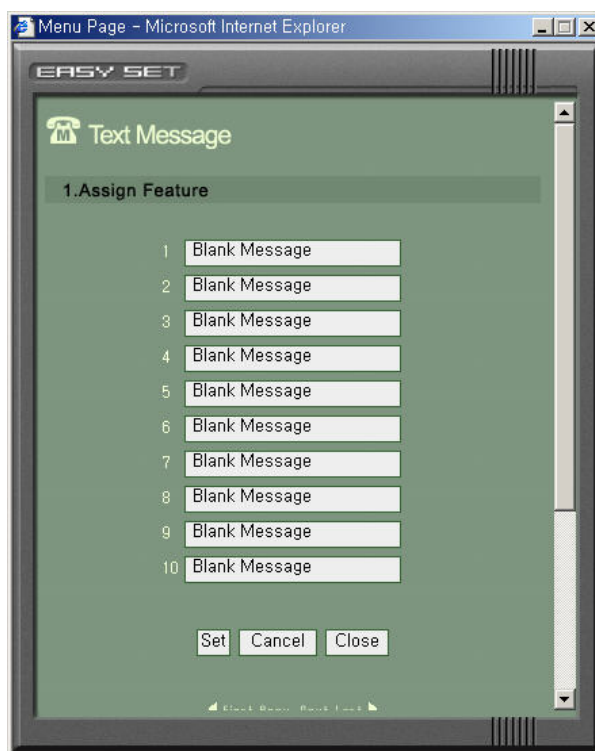 Menu Page - Microsoft Internet Explorer
EASY SET
M Text Message
1.Assign Feature
1 Blank Message
2 Blank Message
3 Blank Message
4 Blank Message
5 Blank Message
6 Blank Message
7 Blank Message
8 Blank Message
9 Blank Message
10 Blank Message
Set Cancel Close